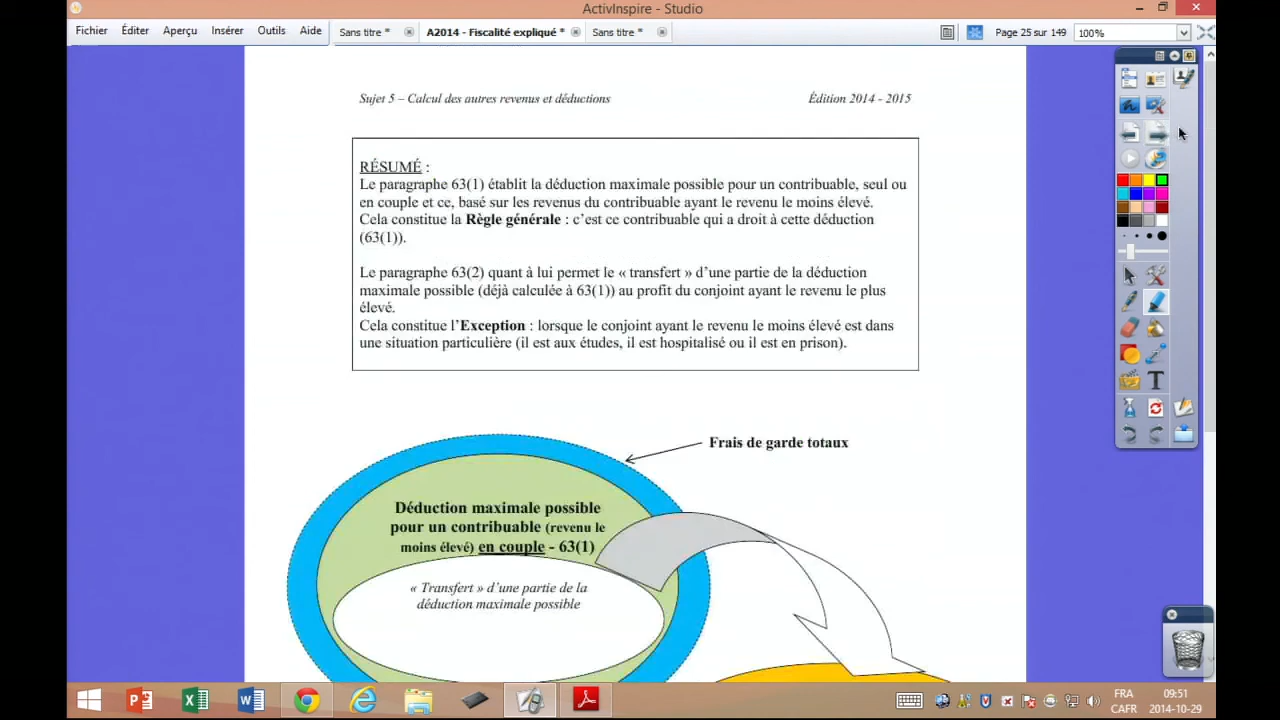 ActivInspire - Studio
Fichier Éditer Aperçu Insérer Outils Aide
Sans titre * A2014 - Fiscalité expliqué * Sans titre *
Page 25 sur 149 100%
Sujet 5 – Calcul des autres revenus et déductions Édition 2014 - 2015
RÉSUMÉ :
Le paragraphe 63(1) établit la déduction maximale possible pour un contribuable, seul ou
en couple et ce, basé sur les revenus du contribuable ayant le revenu le moins élevé.
Cela constitue la Règle générale : c’est ce contribuable qui a droit à cette déduction
(63(1)).
Le paragraphe 63(2) quant à lui permet le « transfert » d’une partie de la déduction
maximale possible (déjà calculée à 63(1)) au profit du conjoint ayant le revenu le plus
élevé.
Cela constitue l’Exception : lorsque le conjoint ayant le revenu le moins élevé est dans
une situation particulière (il est aux études, il est hospitalisé ou il est en prison).
Frais de garde totaux
Déduction maximale possible
pour un contribuable (revenu le
moins élevé) en couple - 63(1)
« Transfert » d’une partie de la
déduction maximale possible
FRA 09:51
CAFR 2014-10-29